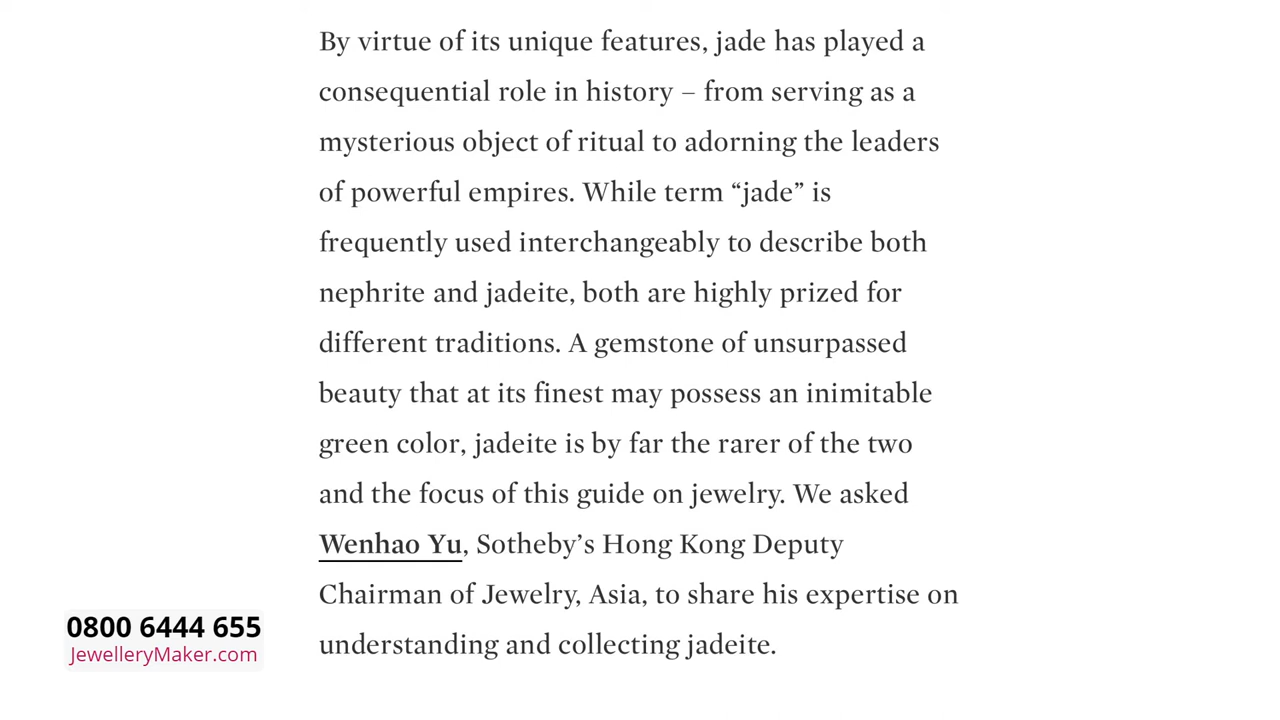 By virtue of its unique features, jade has played a
consequential role in history – from serving as a
mysterious object of ritual to adorning the leaders
of powerful empires. While term “jade” is
frequently used interchangeably to describe both
nephrite and jadeite, both are highly prized for
different traditions. A gemstone of unsurpassed
beauty that at its finest may possess an inimitable
green color, jadeite is by far the rarer of the two
and the focus of this guide on jewelry. We asked
Wenhao Yu, Sotheby’s Hong Kong Deputy
Chairman of Jewelry, Asia, to share his expertise on
understanding and collecting jadeite.
0800 6444 655
JewelleryMaker.com